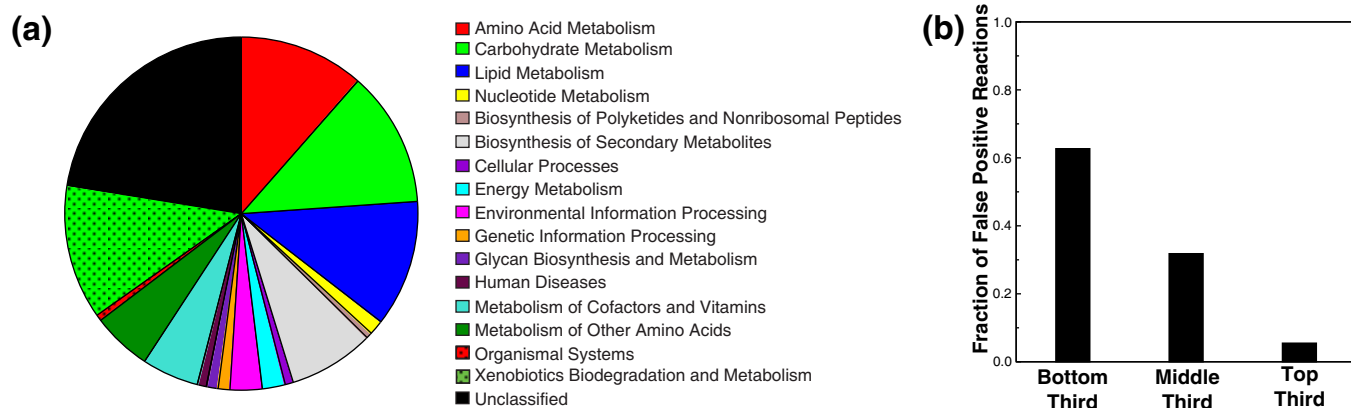 (a)
Amino Acid Metabolism
Carbohydrate Metabolism
Lipid Metabolism
Nucleotide Metabolism
Biosynthesis of Polyketides and Nonribosomal Peptides
Biosynthesis of Secondary Metabolites
Cellular Processes
Energy Metabolism
Environmental Information Processing
Genetic Information Processing
Glycan Biosynthesis and Metabolism
Human Diseases
Metabolism of Cofactors and Vitamins
Metabolism of Other Amino Acids
Organismal Systems
Xenobiotics Biodegradation and Metabolism
Unclassified
(b)
Fraction of False Positive Reactions
1.0
0.8
0.6
0.4
0.2
0.0
Bottom Third
Middle Third
Top Third